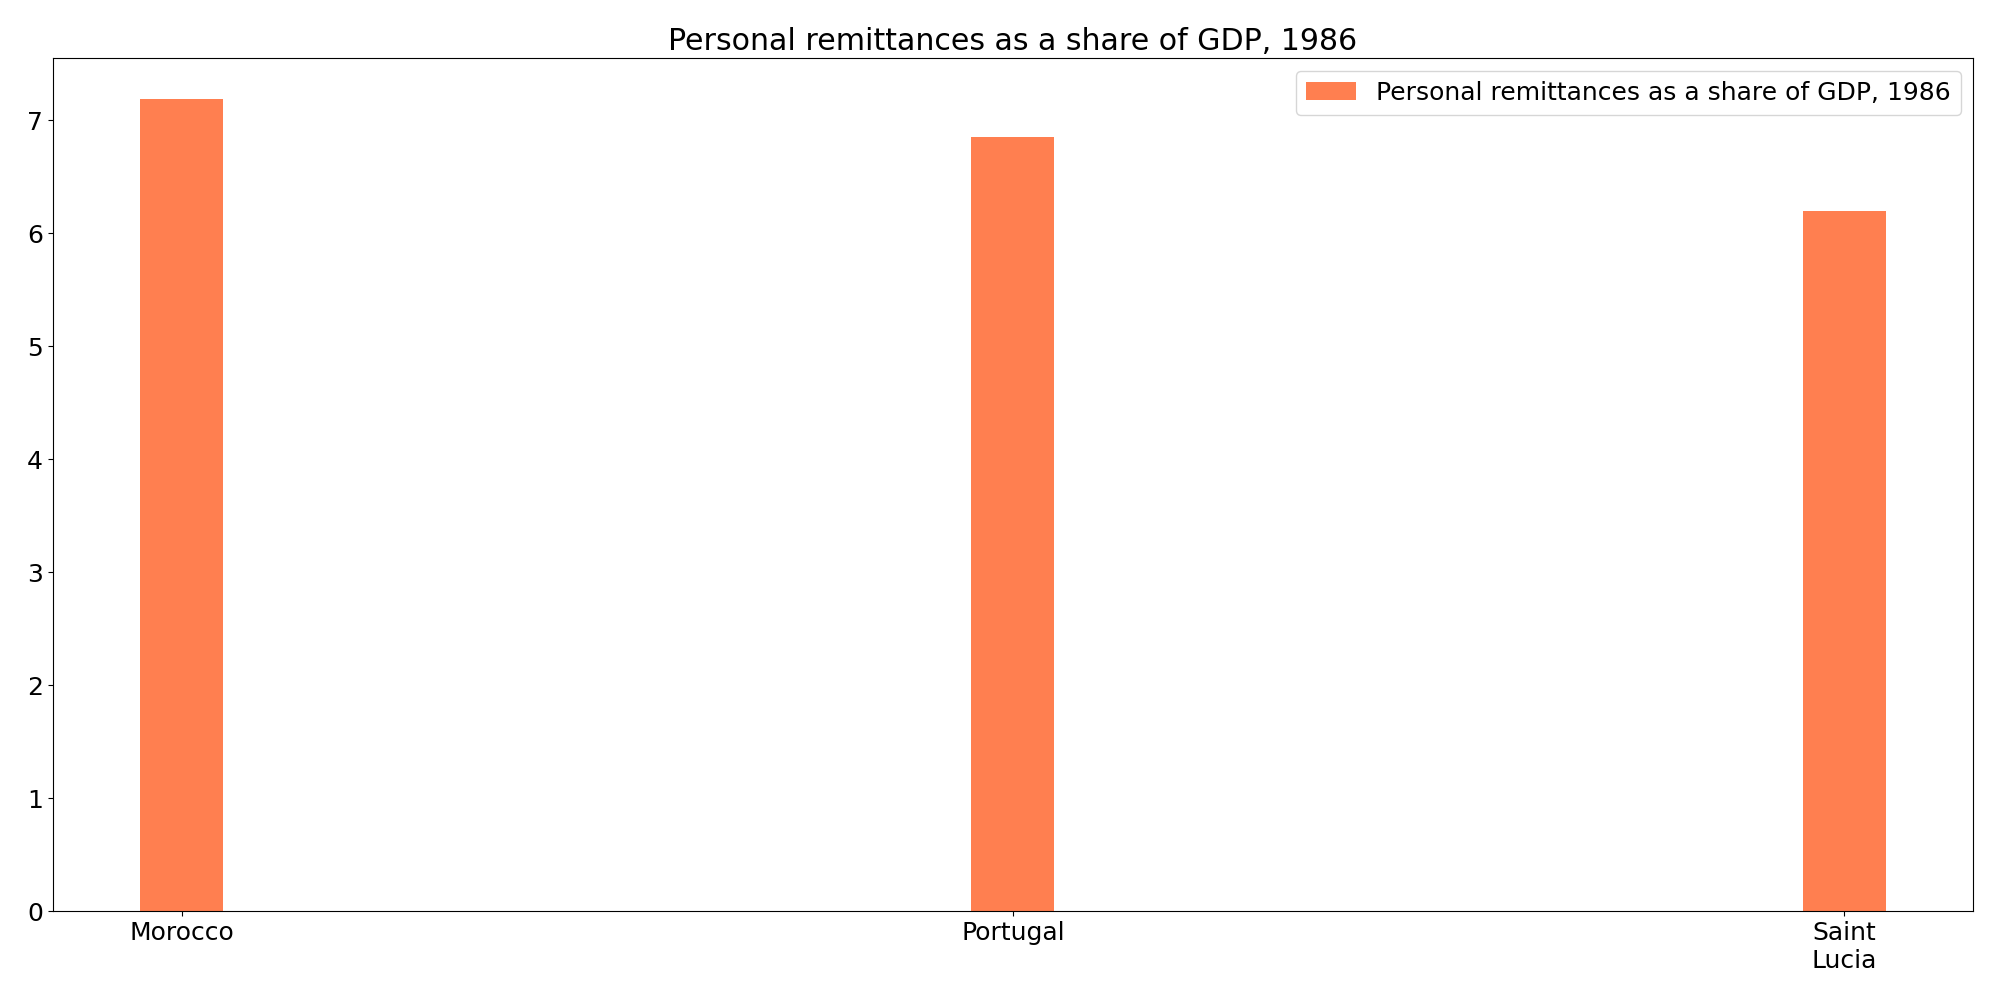 Personal remittances as a share of GDP, 1986
Personal remittances as a share of GDP, 1986
7
6
5
4
3
2
1
0
Morocco
Portugal
Saint
Lucia